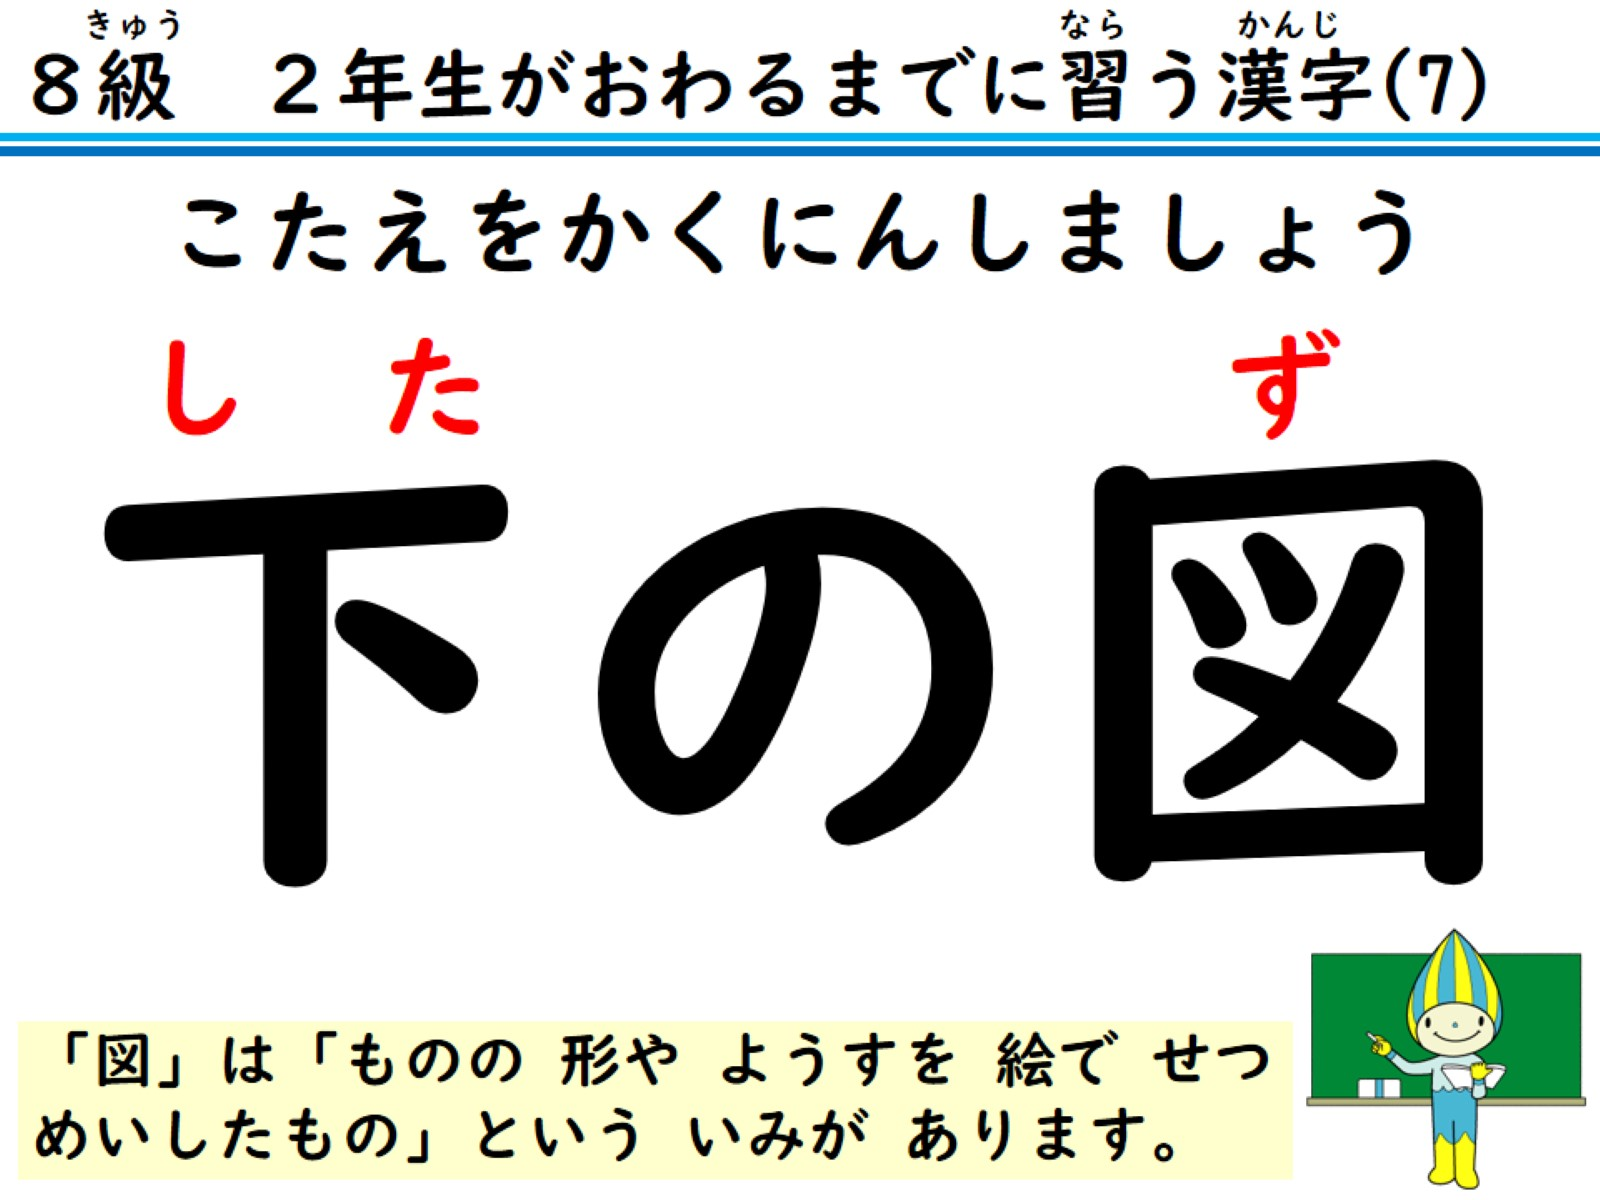 きゅう なら かんじ
8級 2年生がおわるまでに習う漢字(7)
こたえをかくにんしましょう
した ず
下の図
「図」は「ものの 形や ようすを 絵で せつ
めいしたもの」という いみが あります。